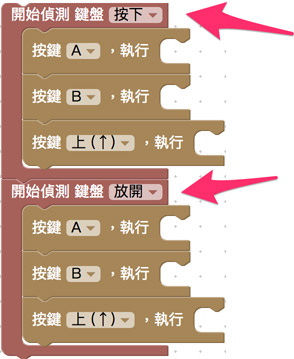 開始偵測 鍵盤 按下
按鍵 A ，執行
按鍵 B ，執行
按鍵 上 (↑) ，執行
開始偵測 鍵盤 放開
按鍵 A ，執行
按鍵 B ，執行
按鍵 上 (↑) ，執行